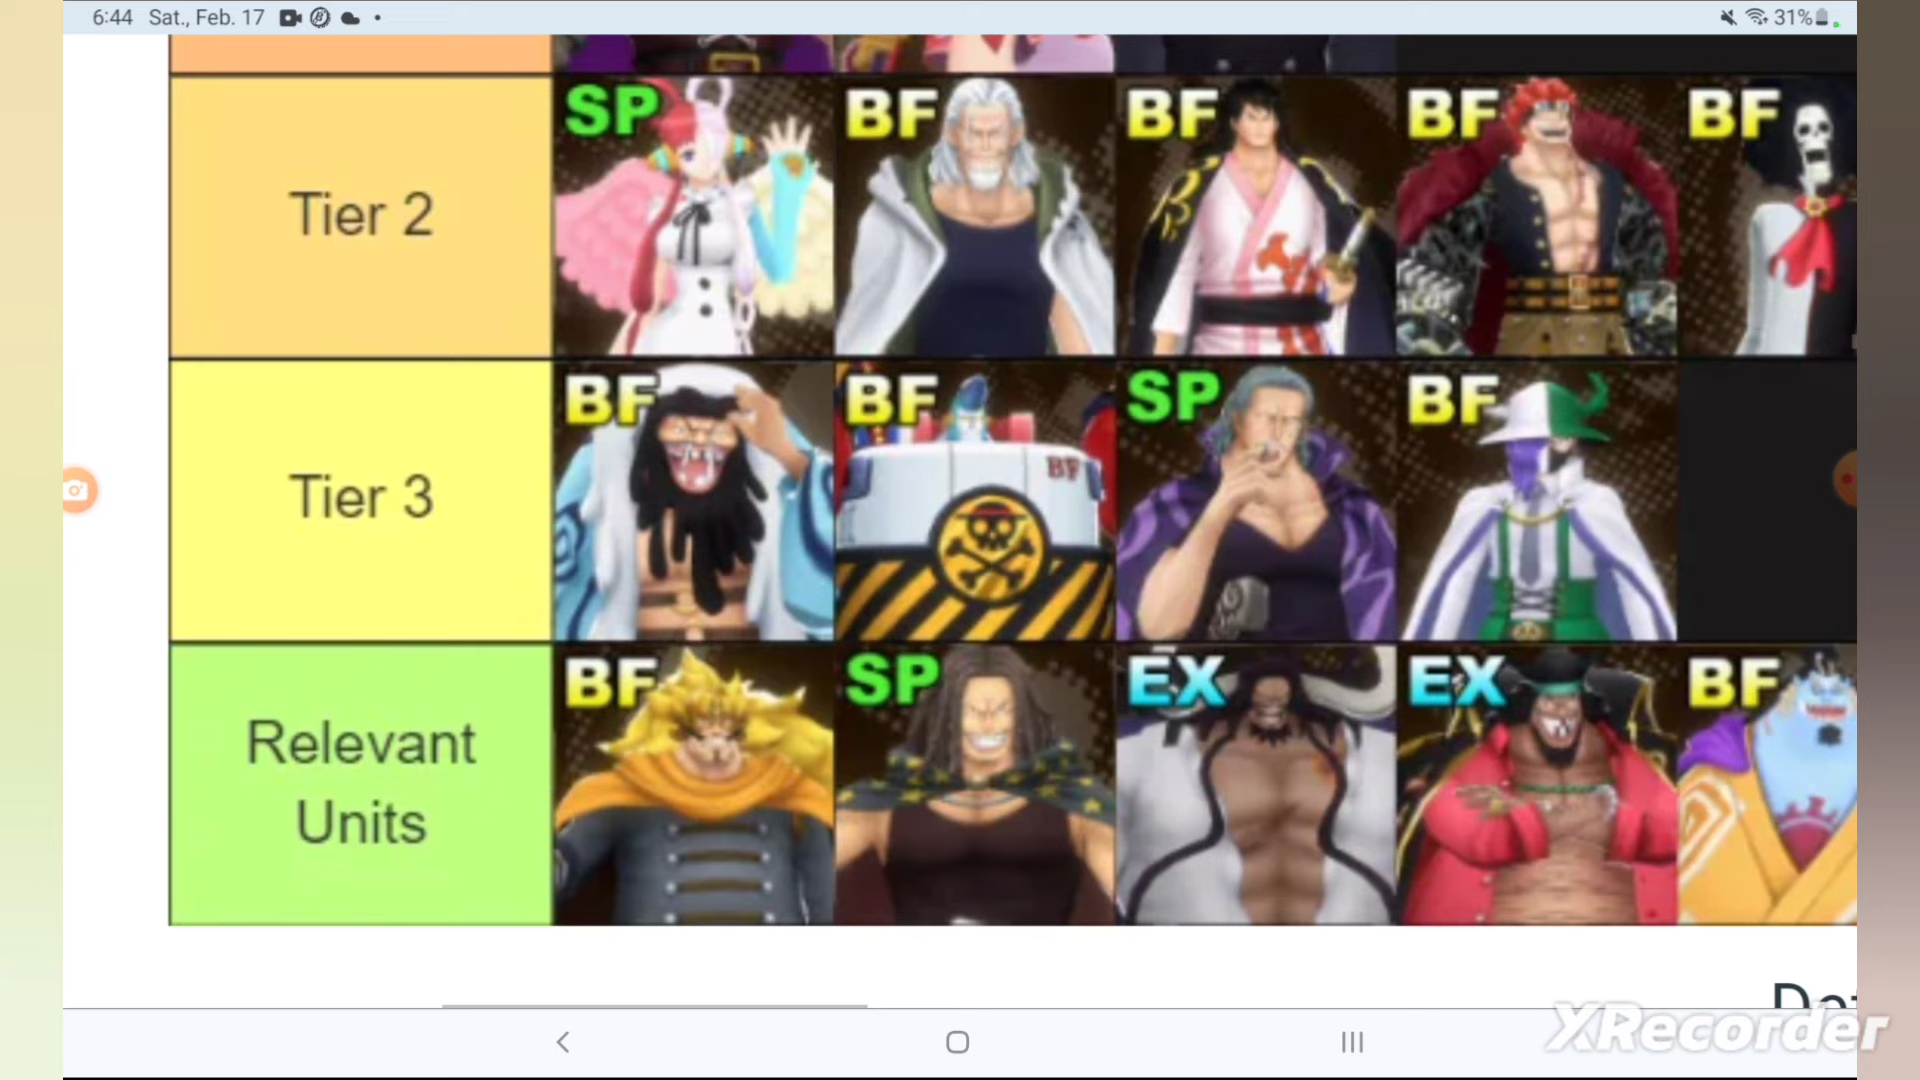 6:44 Sat., Feb. 17
31%
Tier 2
SP BF BF BF BF
Tier 3
BF BF SP BF
BF
Relevant
Units
BF SP EX EX BF
XRecorder